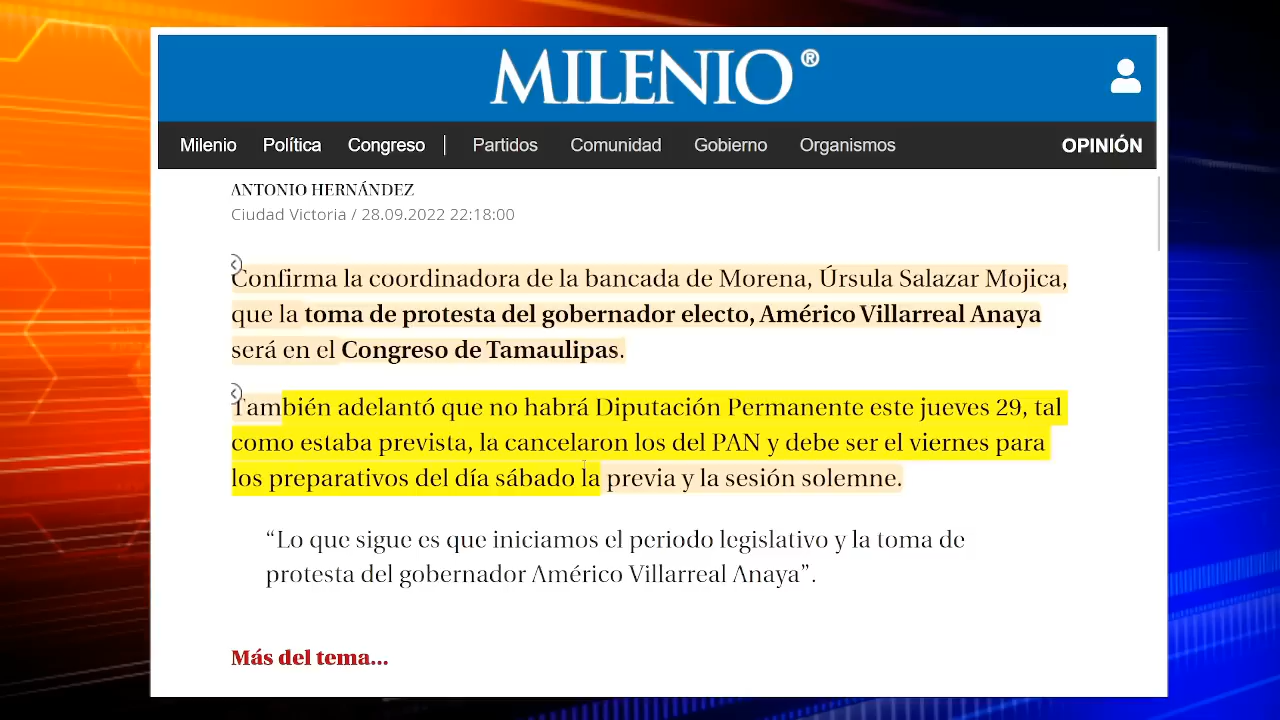 MILENIO®
Milenio Política Congreso | Partidos Comunidad Gobierno Organismos OPINIÓN
ANTONIO HERNÁNDEZ
Ciudad Victoria / 28.09.2022 22:18:00
Confirma la coordinadora de la bancada de Morena, Úrsula Salazar Mojica,
que la toma de protesta del gobernador electo, Américo Villarreal Anaya
será en el Congreso de Tamaulipas.
También adelantó que no habrá Diputación Permanente este jueves 29, tal
como estaba prevista, la cancelaron los del PAN y debe ser el viernes para
los preparativos del día sábado la previa y la sesión solemne.
“Lo que sigue es que iniciamos el periodo legislativo y la toma de
protesta del gobernador Américo Villarreal Anaya”.
Más del tema...